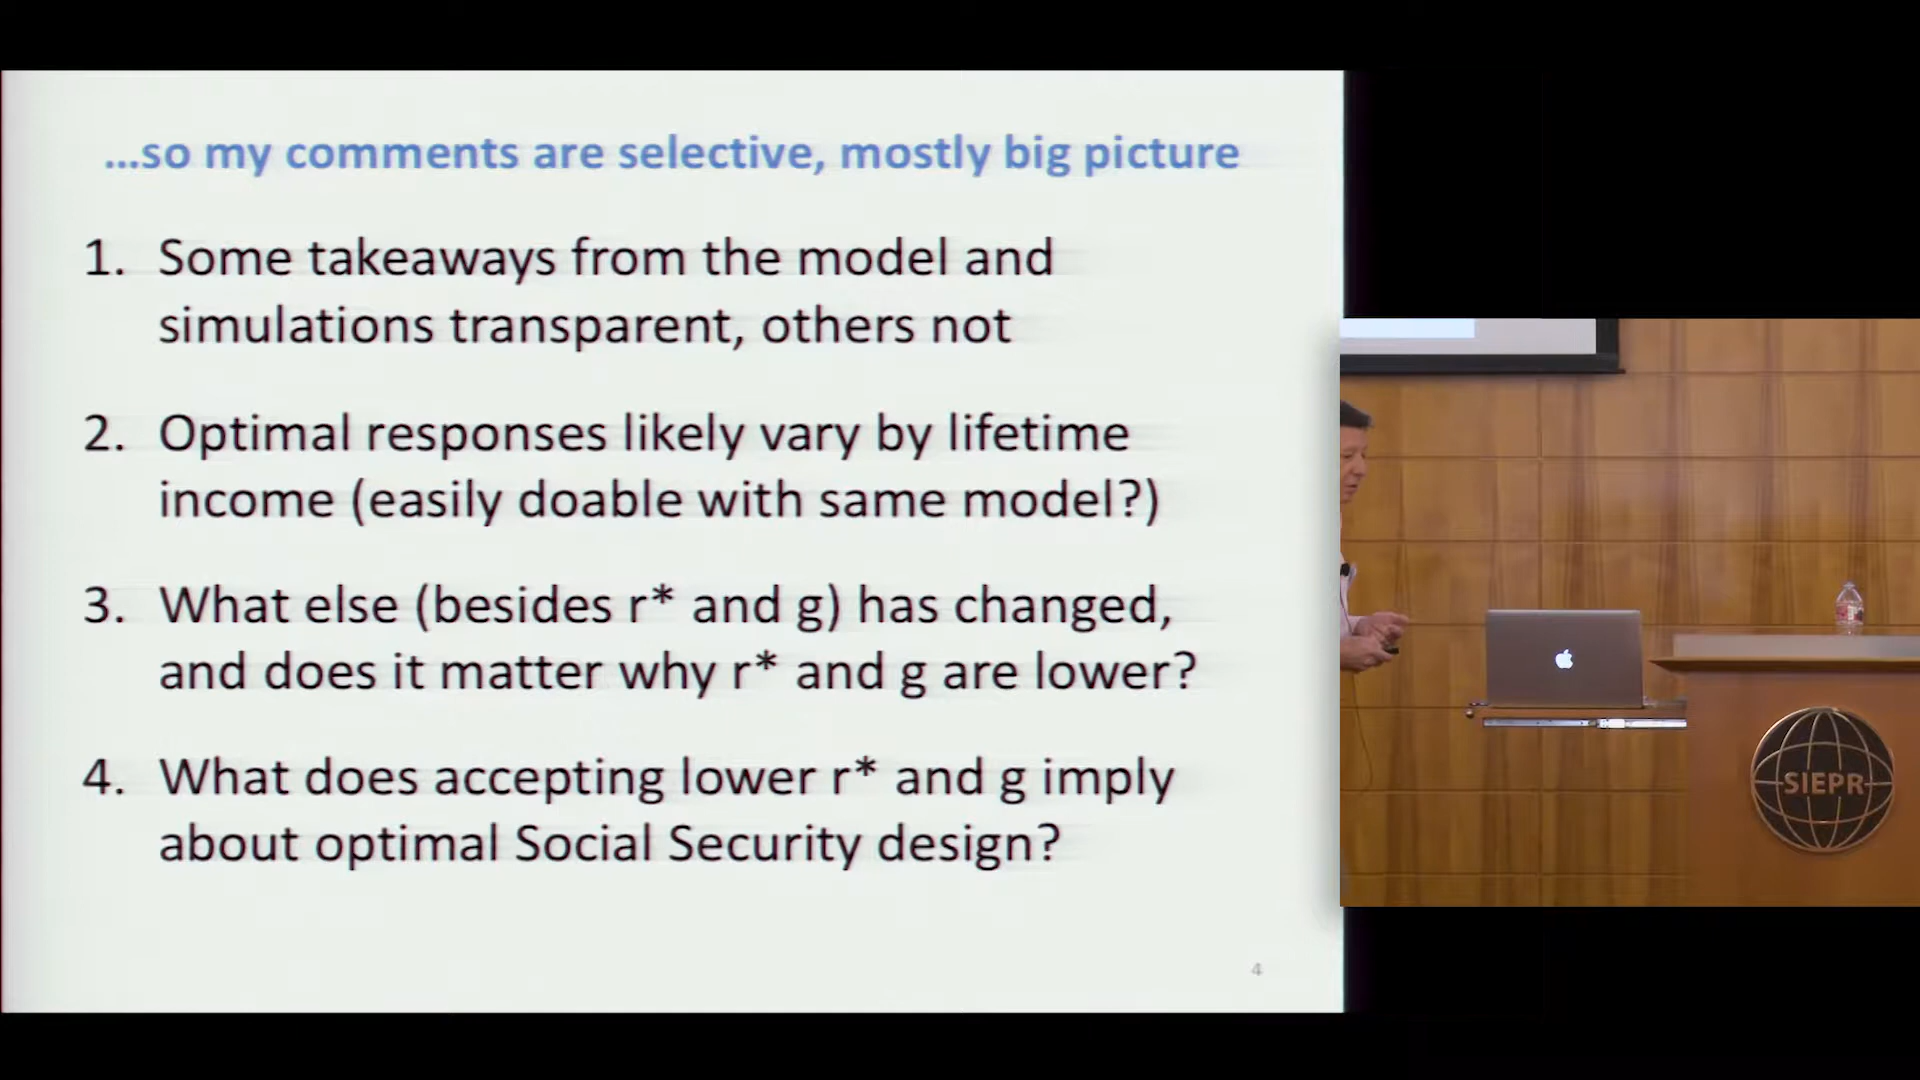 ...so my comments are selective, mostly big picture
1. Some takeaways from the model and
simulations transparent, others not
2. Optimal responses likely vary by lifetime
income (easily doable with same model?)
3. What else (besides r* and g) has changed,
and does it matter why r* and g are lower?
4. What does accepting lower r* and g imply
about optimal Social Security design?
4
SIEPR